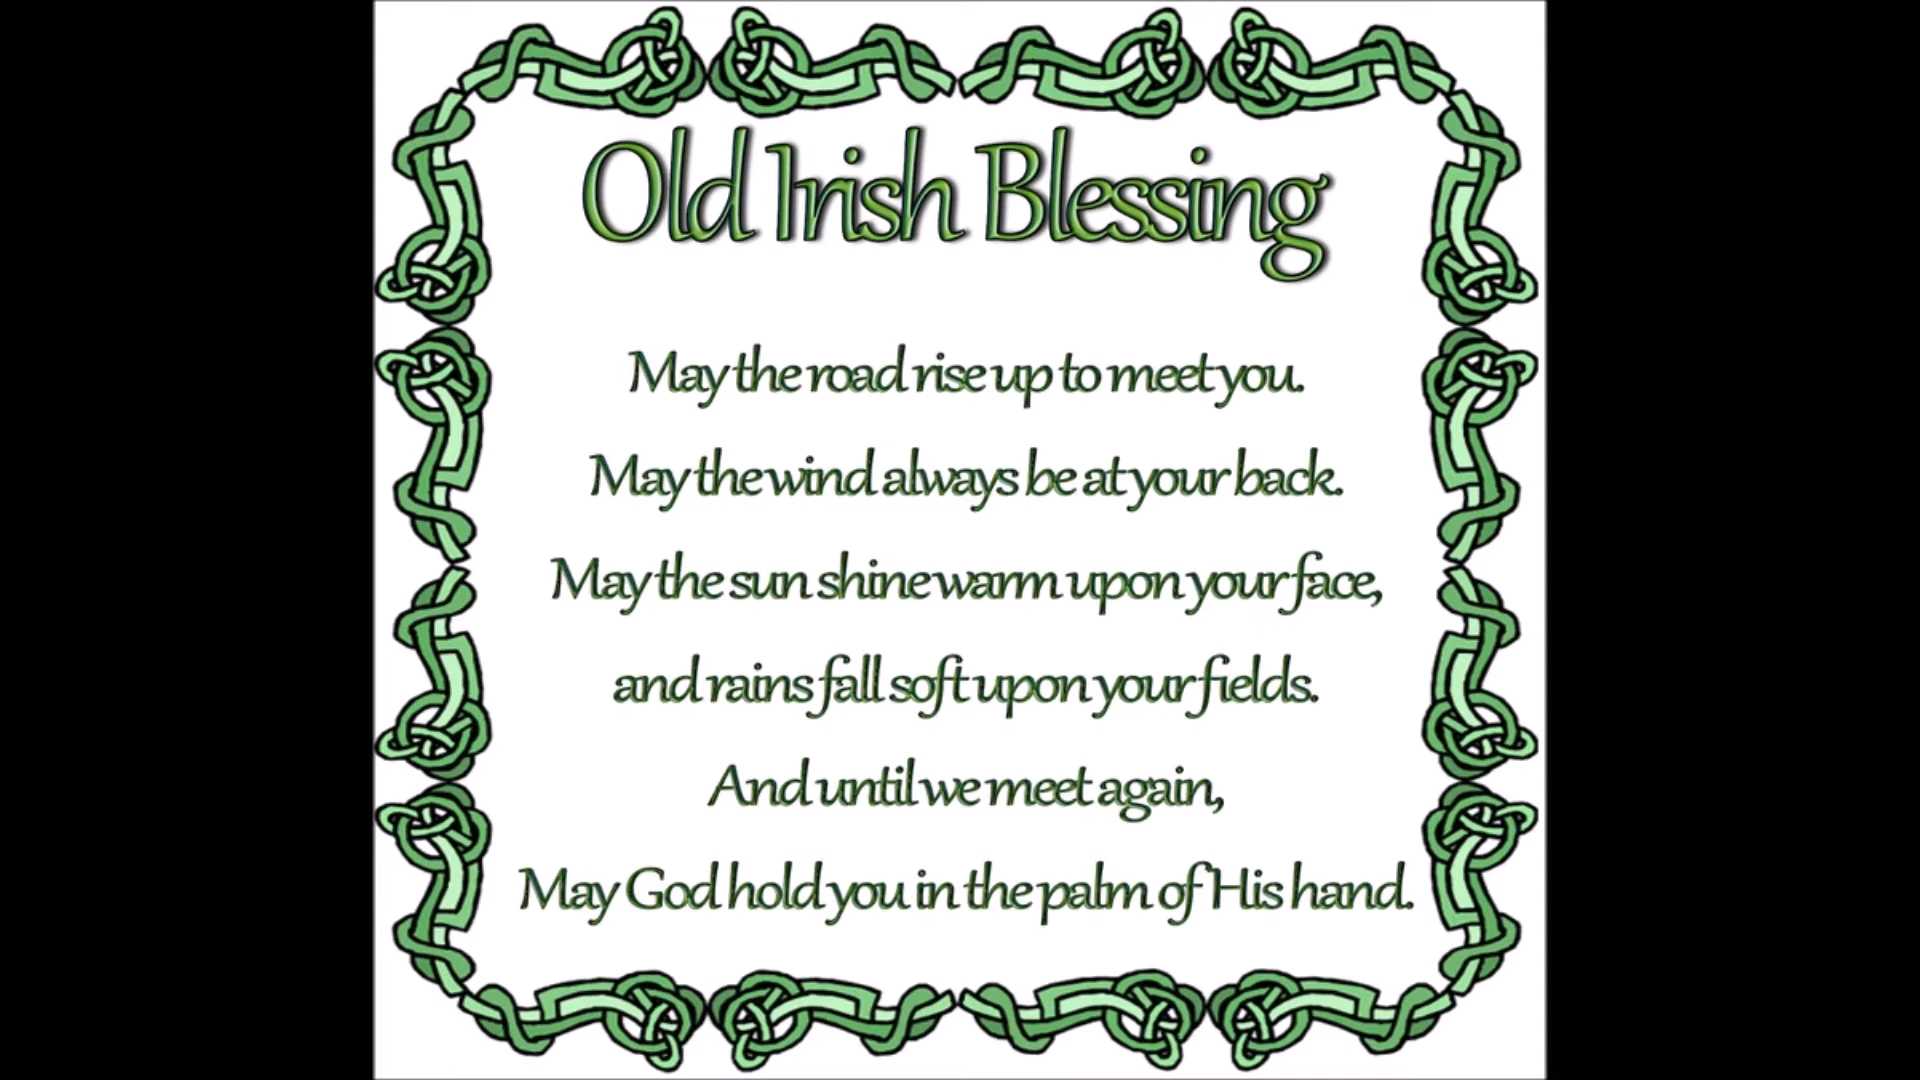 Old Irish Blessing
May the road rise up to meet you.
May the wind always be at your back.
May the sun shine warm upon your face,
and rains fall soft upon your fields.
And until we meet again,
May God hold you in the palm of His hand.